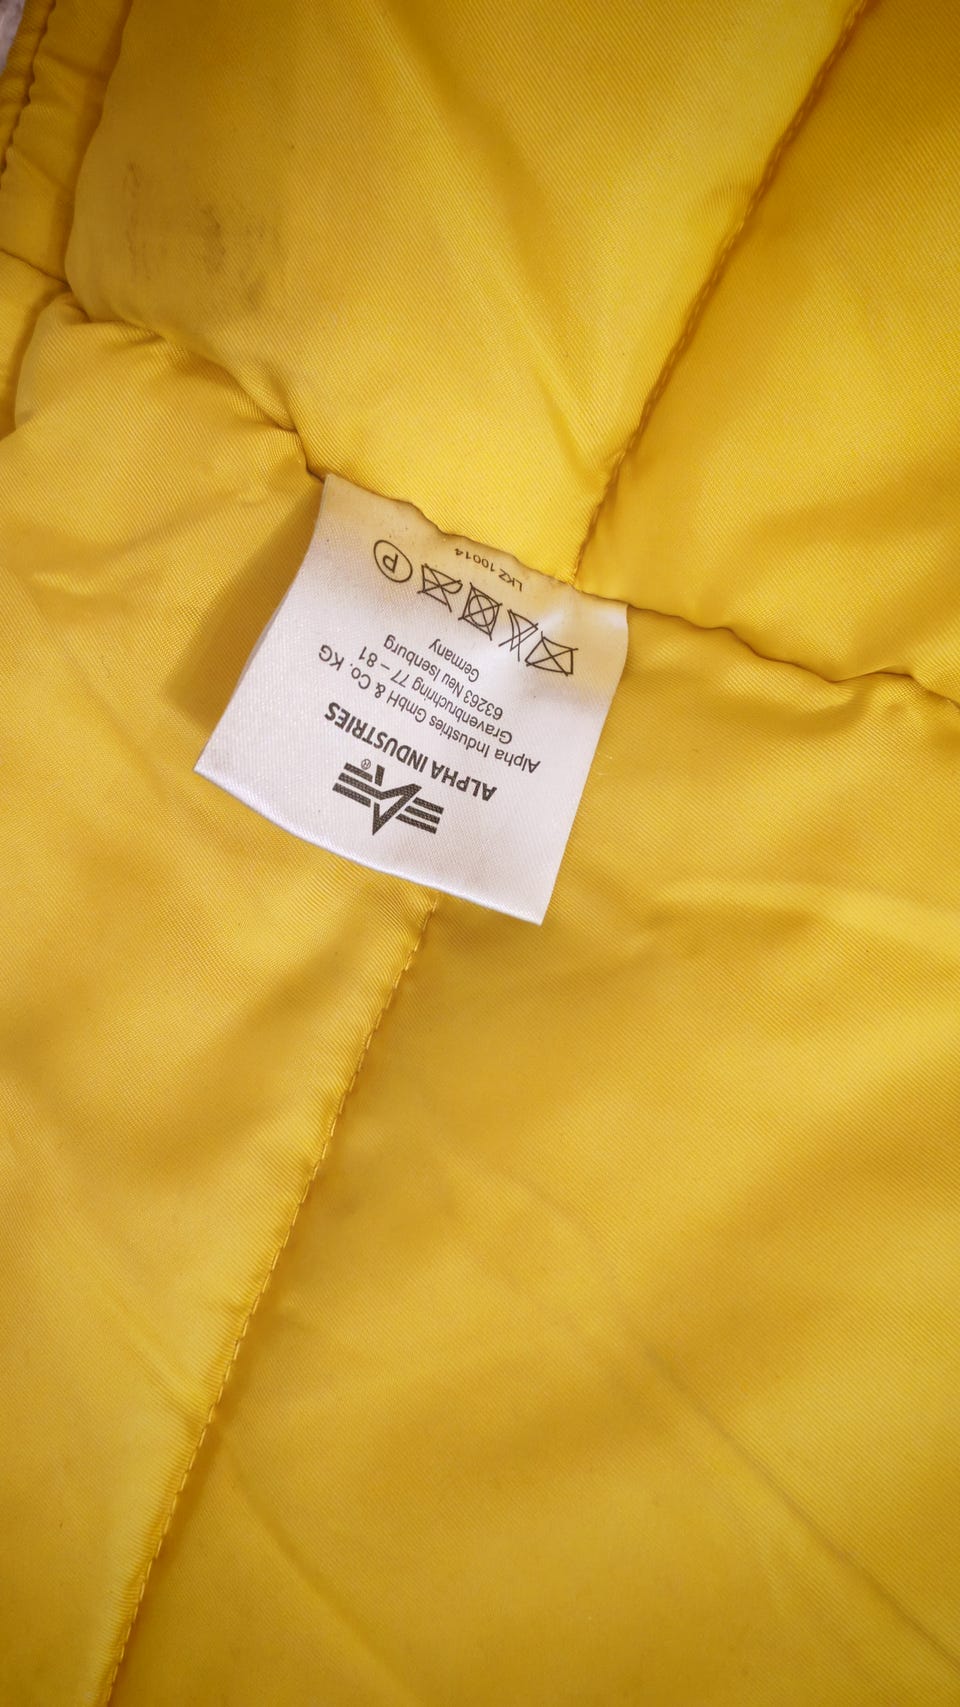 ALPHA INDUSTRIES
Alpha Industries GmbH & Co. KG
Gravenbruchring 77 – 81
63263 Neu Isenburg
Germany
P
LKZ 10014